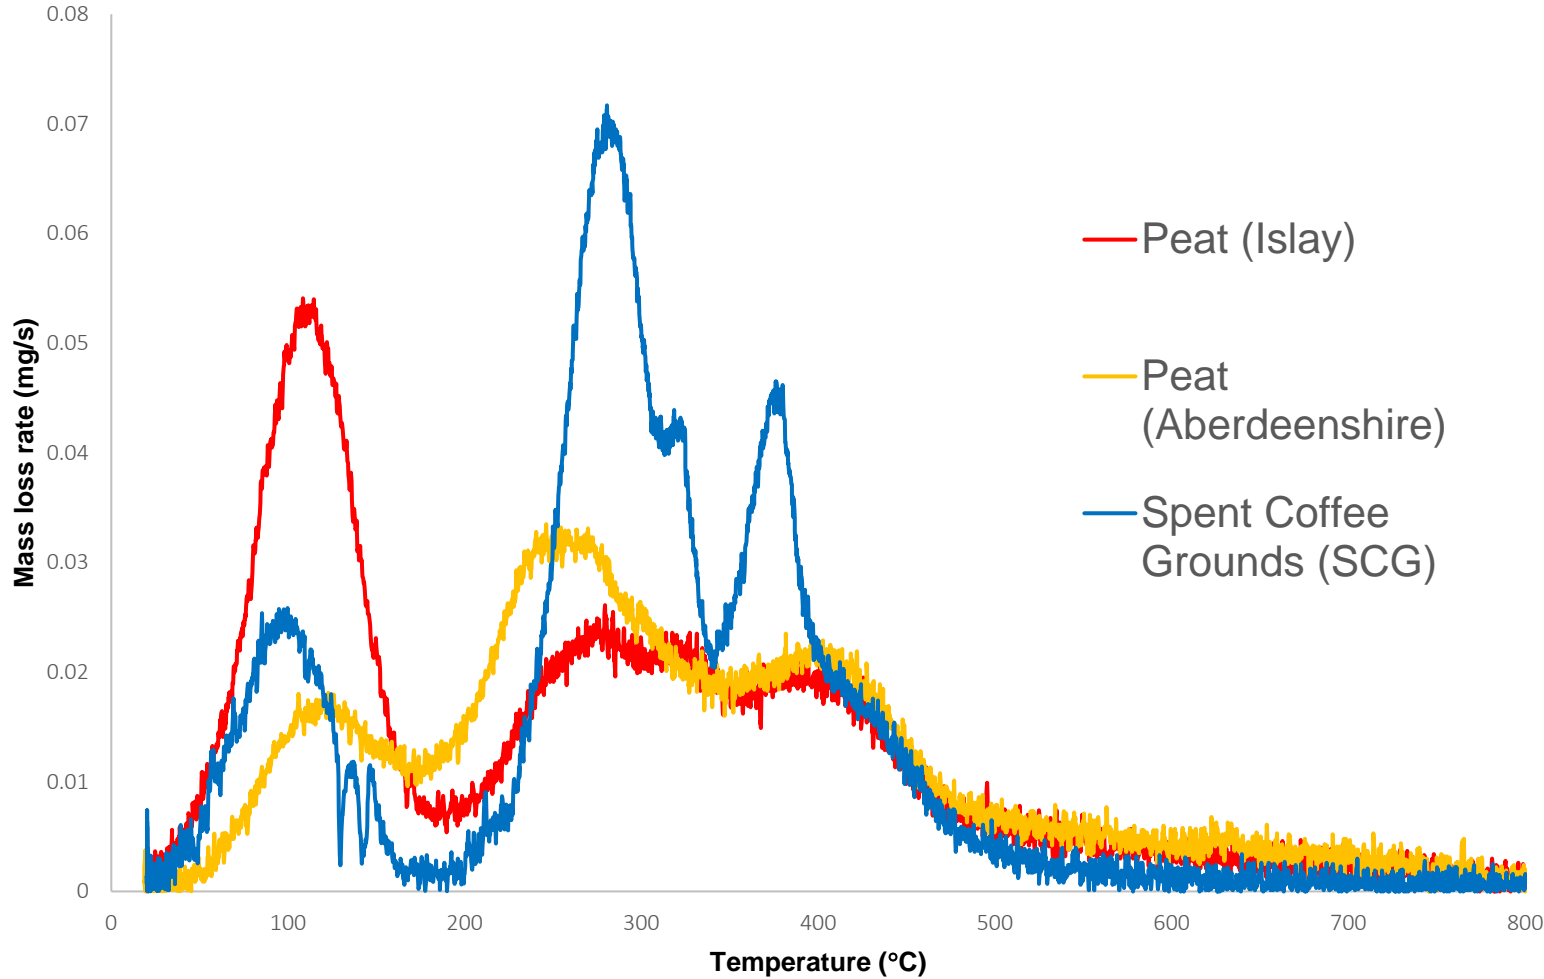 0.08
0.07
0.06
0.05
0.04
0.03
0.02
0.01
0
Mass loss rate (mg/s)
0 100 200 300 400 500 600 700 800
Temperature (°C)
Peat (Islay)
Peat
(Aberdeenshire)
Spent Coffee
Grounds (SCG)